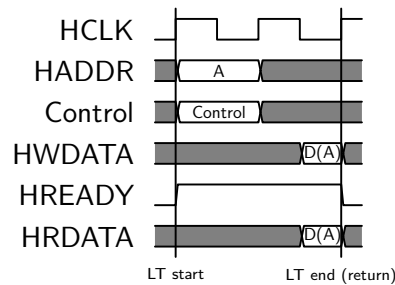 HCLK
HADDR A
Control Control
HWDATA D(A)
HREADY
HRDATA D(A)
LT start LT end (return)